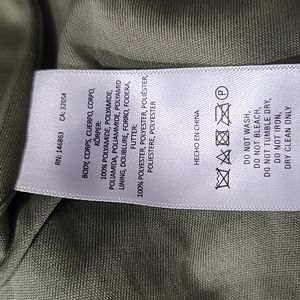 RN: 146863    CA: 32054
BODY, CORPS, CUERPO, CORPO,
KÖRPER:
100% POLYAMIDE, POLYAMIDE,
POLIAMIDA, POLIAMMIDE, POLYAMID
LINING, DOUBLURE, FORRO, FODERA,
FUTTER:
100% POLYESTER, POLYESTER, POLIÉSTER,
POLIESTERE, POLYESTER
HECHO EN CHINA
P
DO NOT WASH,
DO NOT BLEACH,
DO NOT TUMBLE DRY,
DO NOT IRON,
DRY CLEAN ONLY